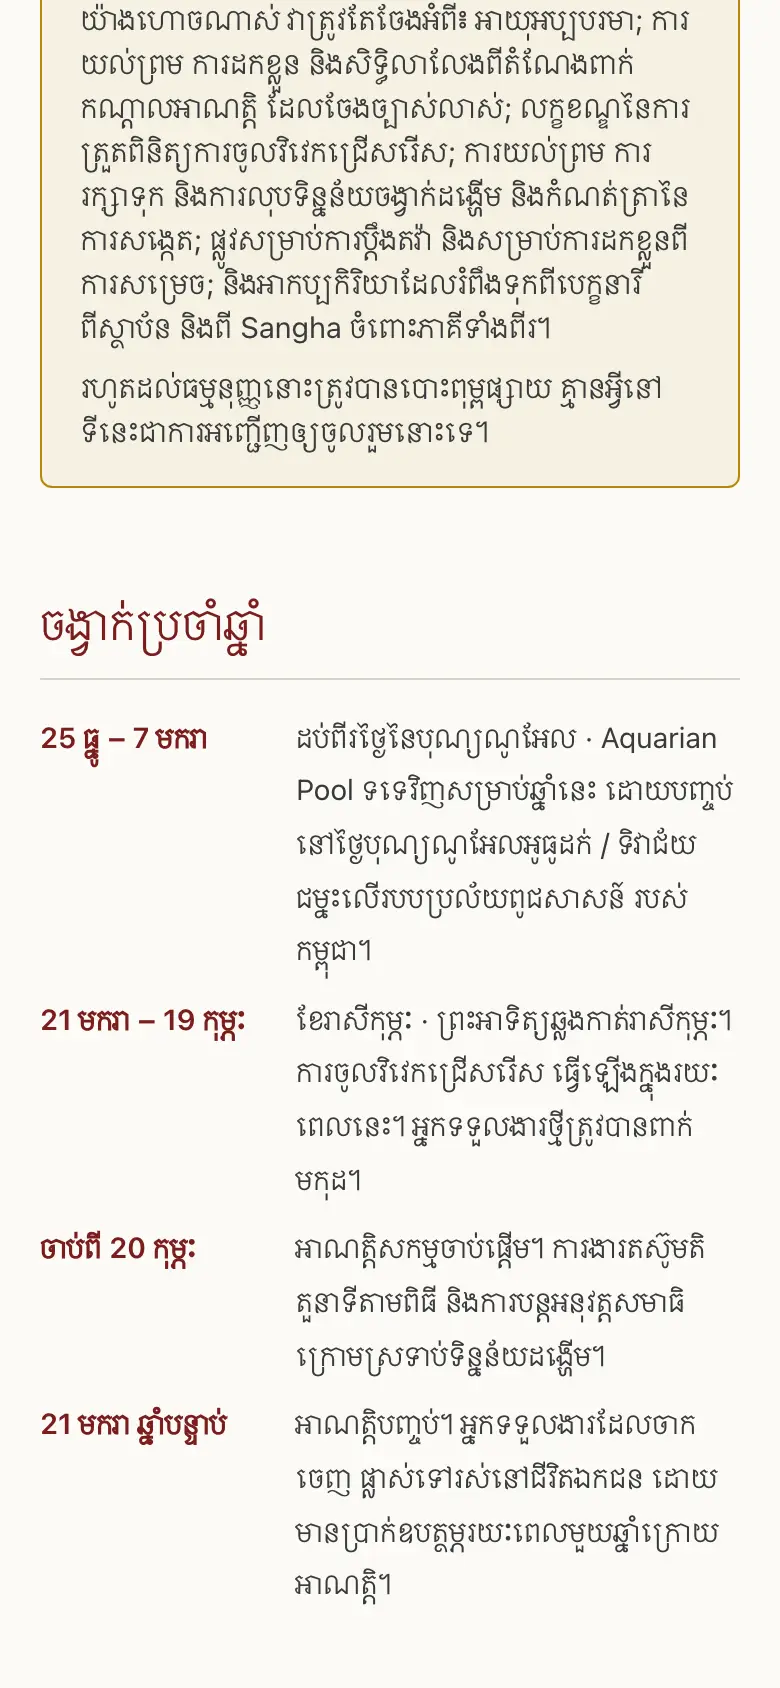 យ៉ាងហោចណាស់ វាត្រូវតែចែងអំពី៖ អាយុអប្បបរមា; ការ
យល់ព្រម ការដកខ្លួន និងសិទ្ធិលាលែងពីតំណែងពាក់
កណ្ដាលអាណត្តិ ដែលចែងច្បាស់លាស់; លក្ខខណ្ឌនៃការ
ត្រួតពិនិត្យការចូលវិវេកជ្រើសរើស; ការយល់ព្រម ការ
រក្សាទុក និងការលុបទិន្នន័យចង្វាក់ដង្ហើម និងកំណត់ត្រានៃ
ការសង្កេត; ផ្លូវសម្រាប់ការប្ដឹងតវ៉ា និងសម្រាប់ការដកខ្លួនពី
ការសម្រេច; និងអាកប្បកិរិយាដែលរំពឹងទុកពីបេក្ខនារី
ពីស្ថាប័ន និងពី Sangha ចំពោះភាគីទាំងពីរ។
រហូតដល់ធម្មនុញ្ញនោះត្រូវបានបោះពុម្ពផ្សាយ គ្មានអ្វីនៅ
ទីនេះជាការអញ្ជើញឲ្យចូលរួមនោះទេ។
ចង្វាក់ប្រចាំឆ្នាំ
25 ធ្នូ – 7 មករា
ដប់ពីរថ្ងៃនៃបុណ្យណូអែល · Aquarian
Pool ទទេវិញសម្រាប់ឆ្នាំនេះ ដោយបញ្ចប់
នៅថ្ងៃបុណ្យណូអែលអូធូដក់ / ទិវាជ័យ
ជម្នះលើរបបប្រល័យពូជសាសន៍ របស់
កម្ពុជា។
21 មករា – 19 កុម្ភៈ
ខែរាសីកុម្ភៈ · ព្រះអាទិត្យឆ្លងកាត់រាសីកុម្ភៈ។
ការចូលវិវេកជ្រើសរើស ធ្វើឡើងក្នុងរយៈ
ពេលនេះ។ អ្នកទទួលងារថ្មីត្រូវបានពាក់
មកុដ។
ចាប់ពី 20 កុម្ភៈ
អាណត្តិសកម្មចាប់ផ្ដើម។ ការងារតស៊ូមតិ
តួនាទីតាមពិធី និងការបន្តអនុវត្តសមាធិ
ក្រោមស្រទាប់ទិន្នន័យដង្ហើម។
21 មករា ឆ្នាំបន្ទាប់
អាណត្តិបញ្ចប់។ អ្នកទទួលងារដែលចាក
ចេញ ផ្លាស់ទៅរស់នៅជីវិតឯកជន ដោយ
មានប្រាក់ឧបត្ថម្ភរយៈពេលមួយឆ្នាំក្រោយ
អាណត្តិ។